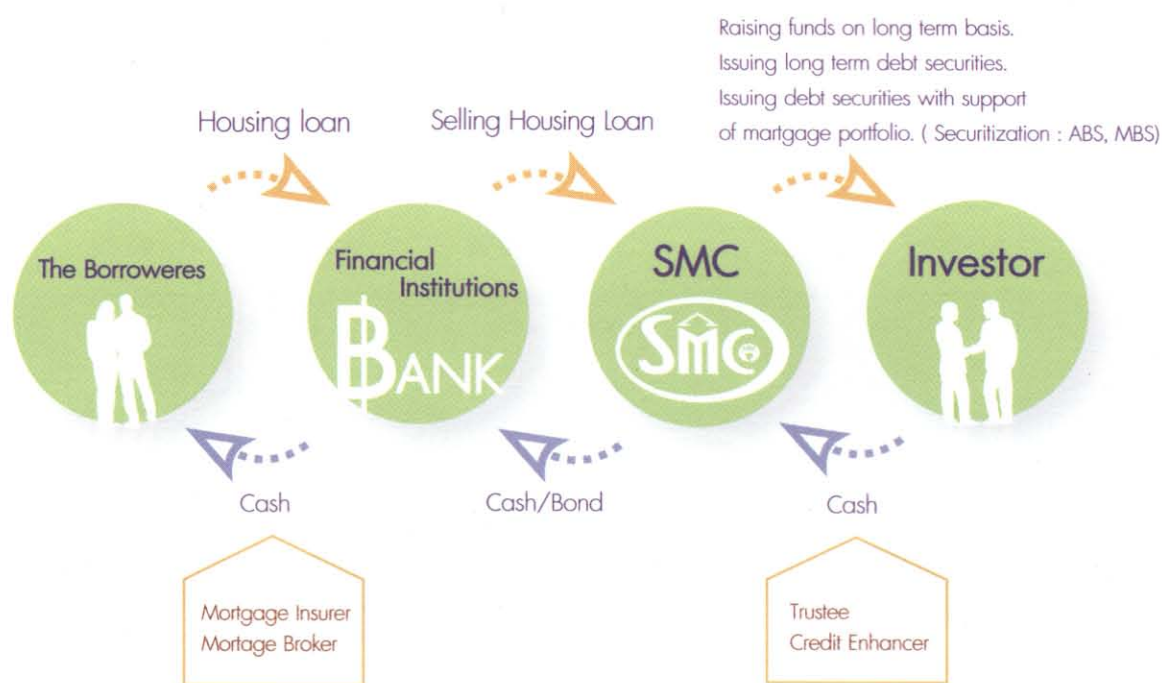 Raising funds on long term basis.
Issuing long term debt securities.
Issuing debt securities with support
of martgage portfolio. ( Securitization : ABS, MBS)
Housing loan
Selling Housing Loan
The Borroweres
Financial
Institutions
BANK
SMC
SMCo
Investor
Cash
Cash/Bond
Cash
Mortgage Insurer
Mortage Broker
Trustee
Credit Enhancer